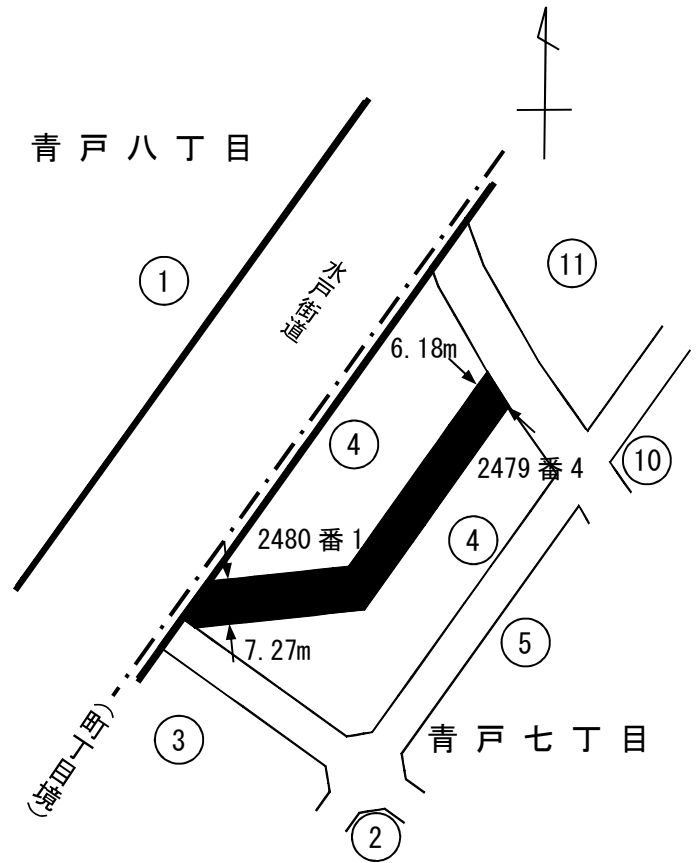 青戸八丁目
①
水戸街道
⑪
6.18m
④
⑩
2479番4
2480番1
④
7.27m
⑤
③
青戸七丁目
(町丁目境)
②